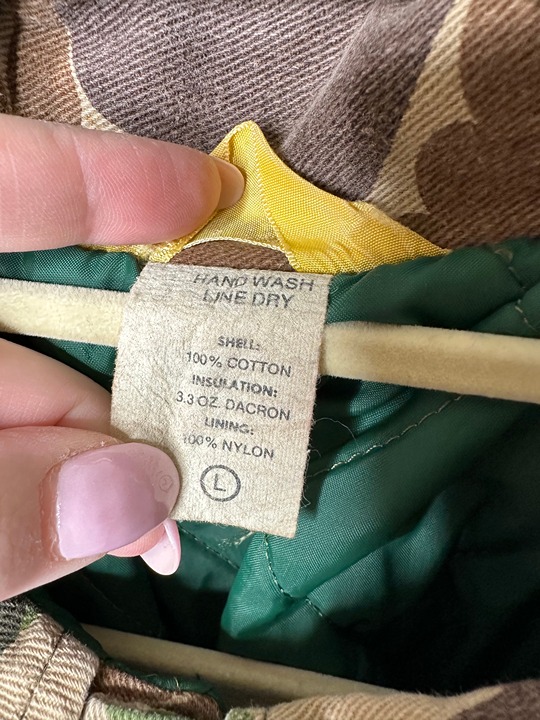 HAND WASH
LINE DRY
SHELL:
100% COTTON
INSULATION:
3.3 OZ. DACRON
LINING:
100% NYLON
L